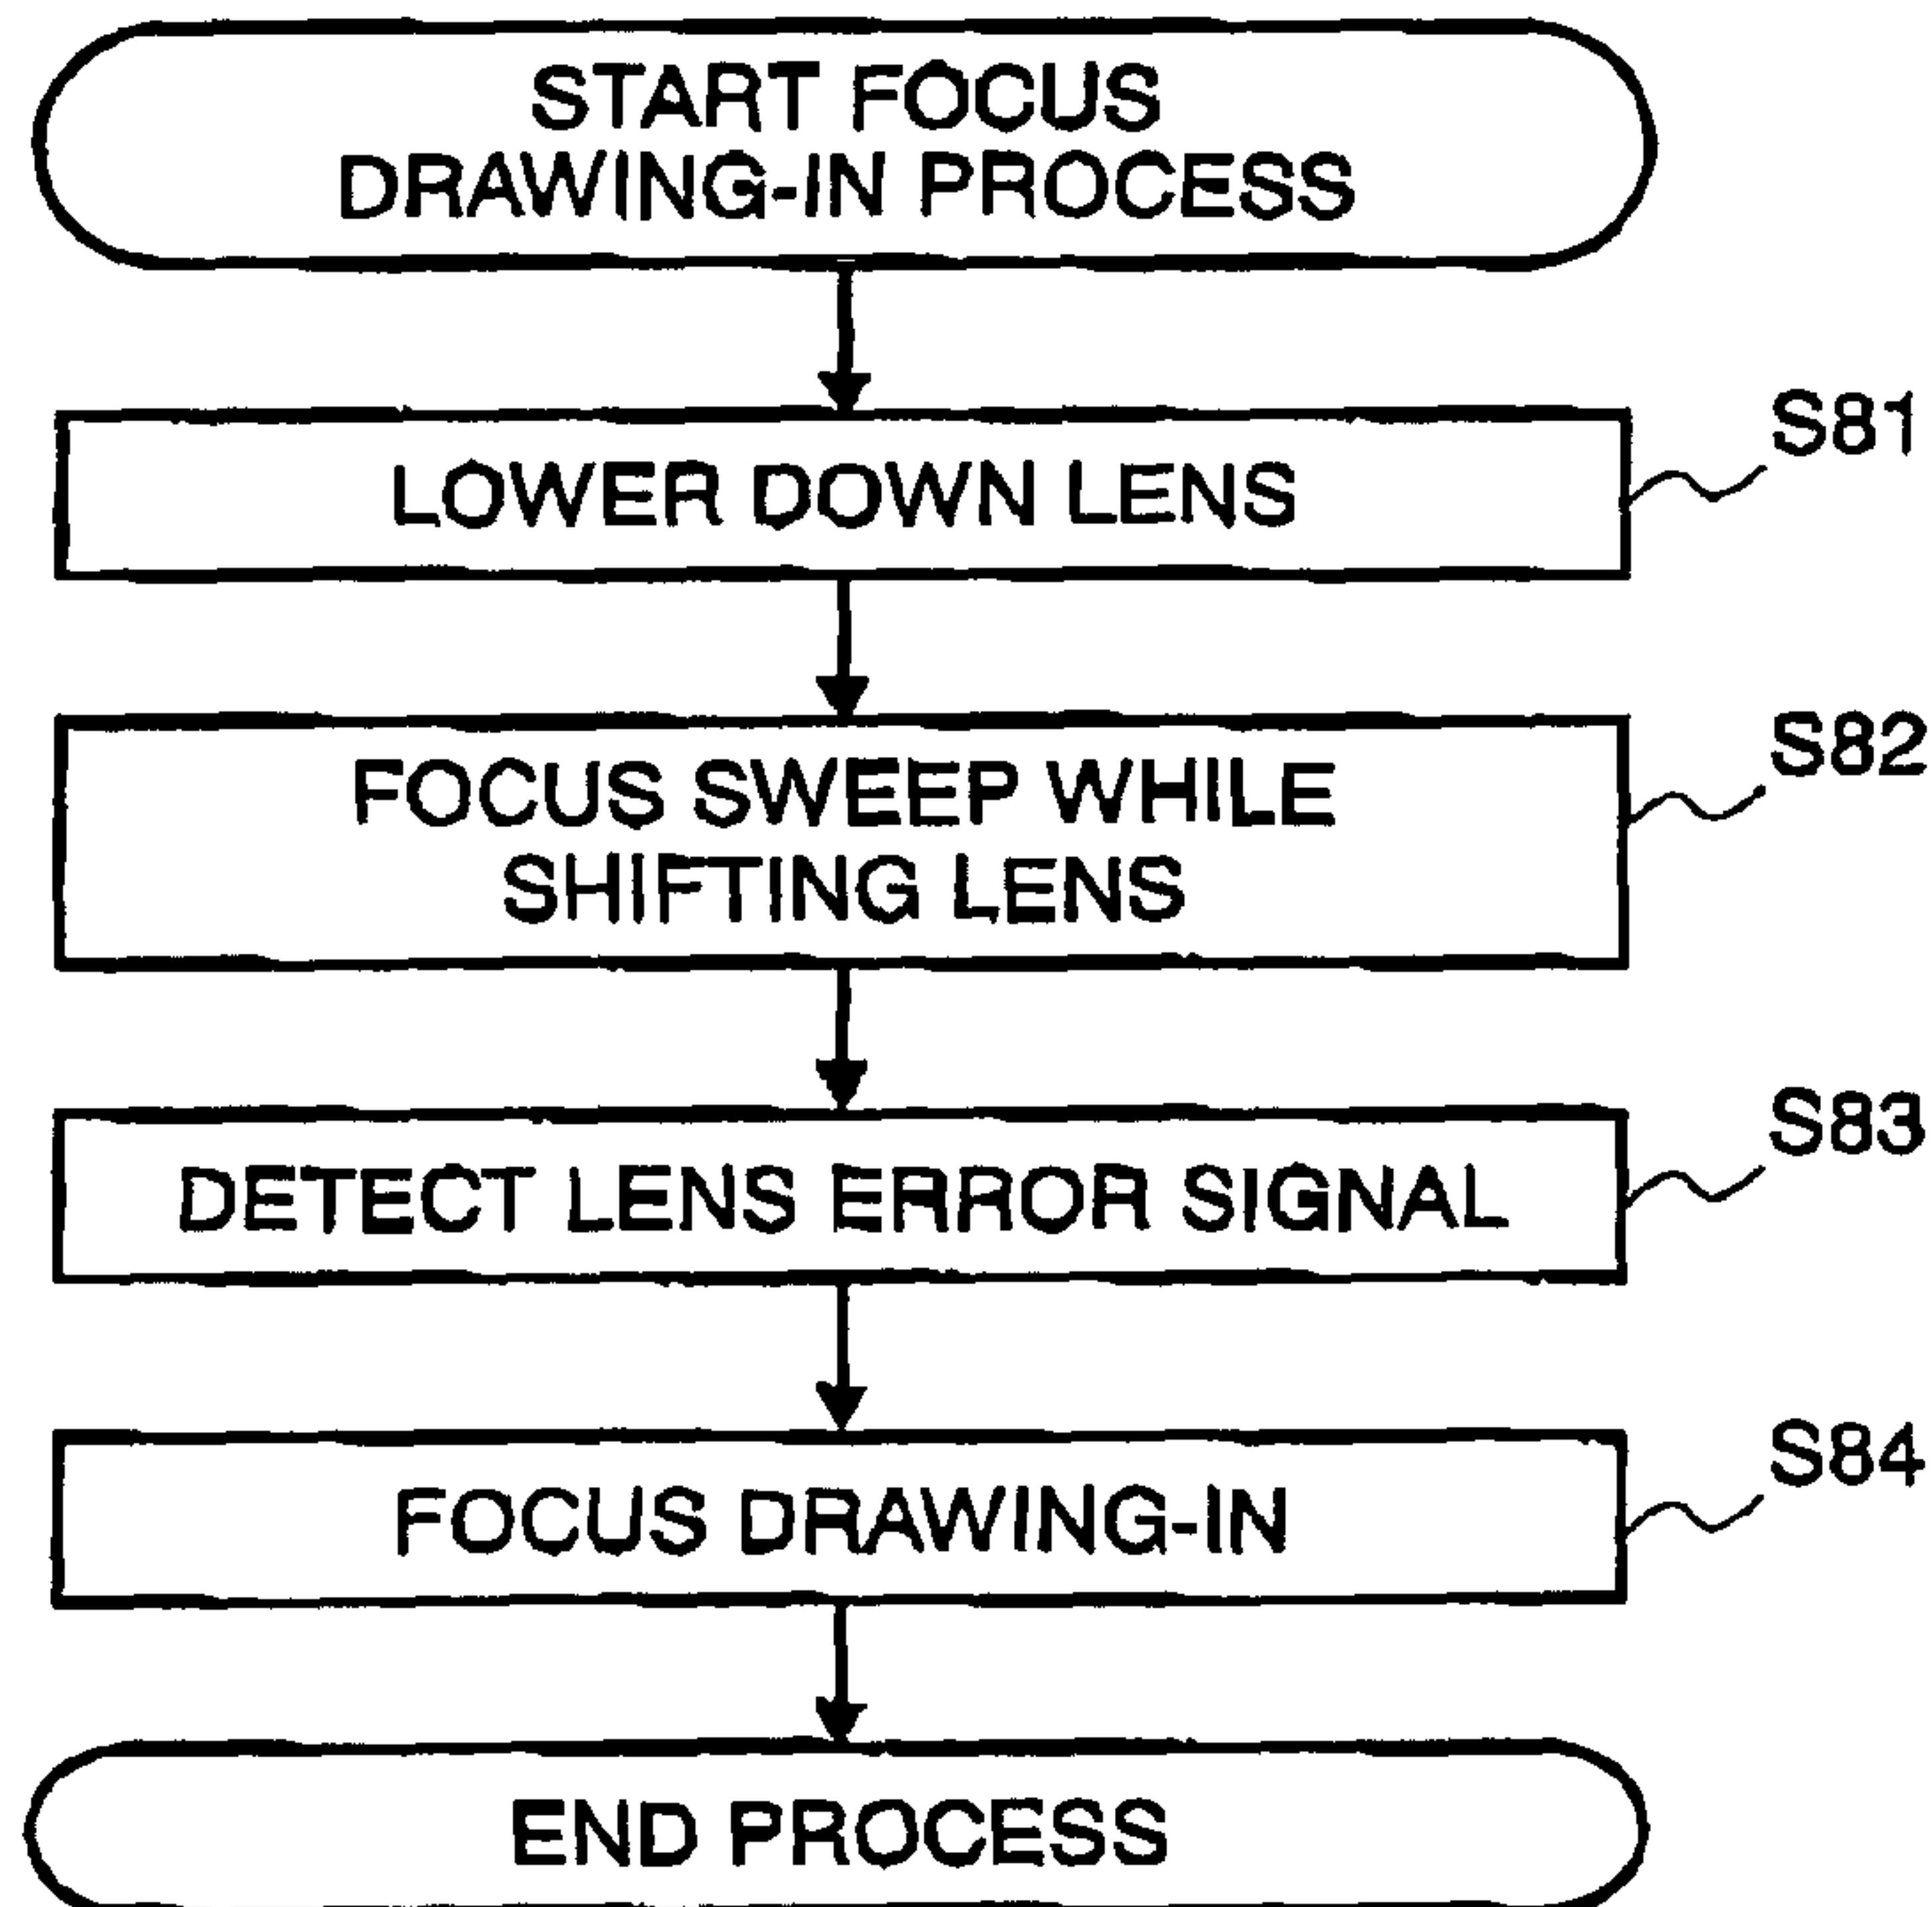 START FOCUS
DRAWING-IN PROCESS
S81
LOWER DOWN LENS
S82
FOCUS SWEEP WHILE
SHIFTING LENS
S83
DETECT LENS ERROR SIGNAL
S84
FOCUS DRAWING-IN
END PROCESS